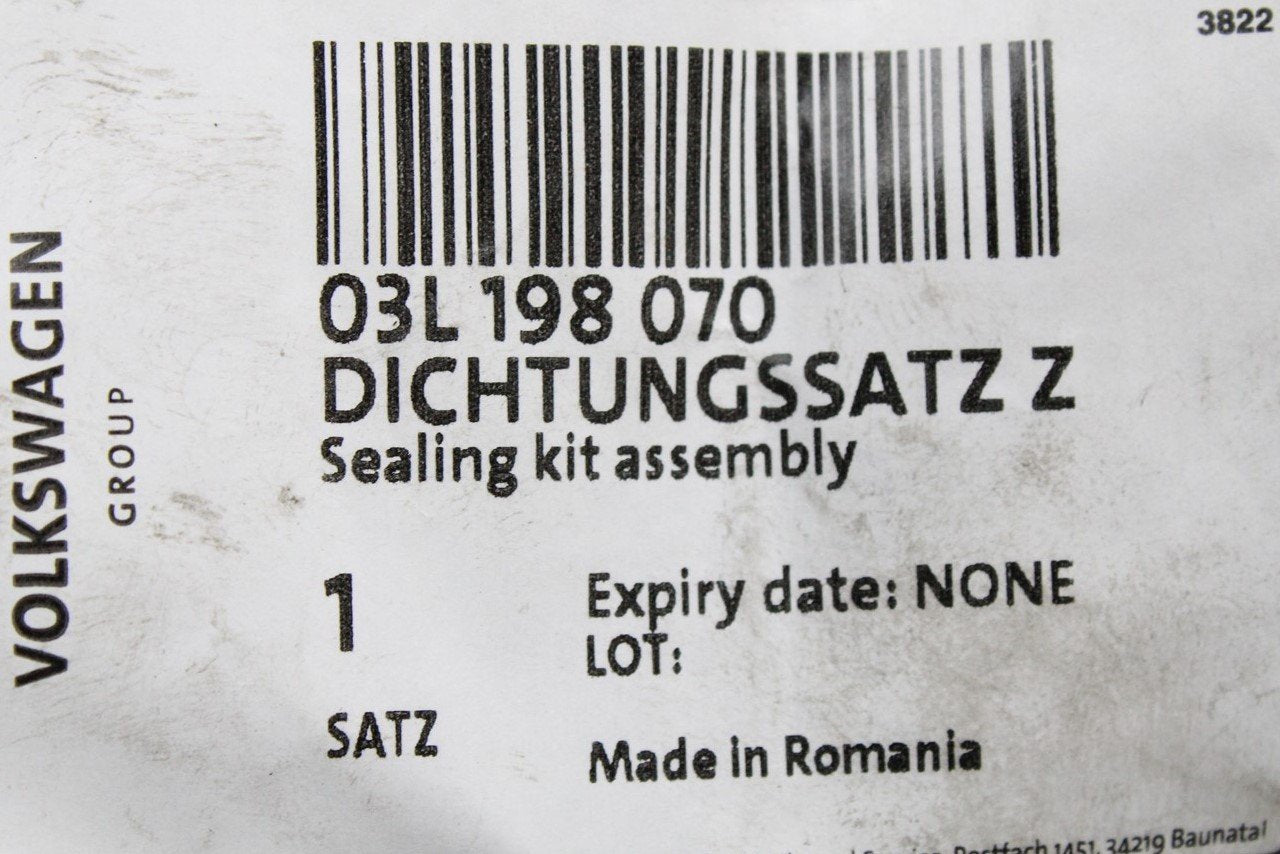 3822
VOLKSWAGEN
GROUP
03L 198 070
DICHTUNGSSATZ Z
Sealing kit assembly
1
Expiry date: NONE
LOT:
SATZ
Made in Romania
Postfach 1451, 34219 Baunatal